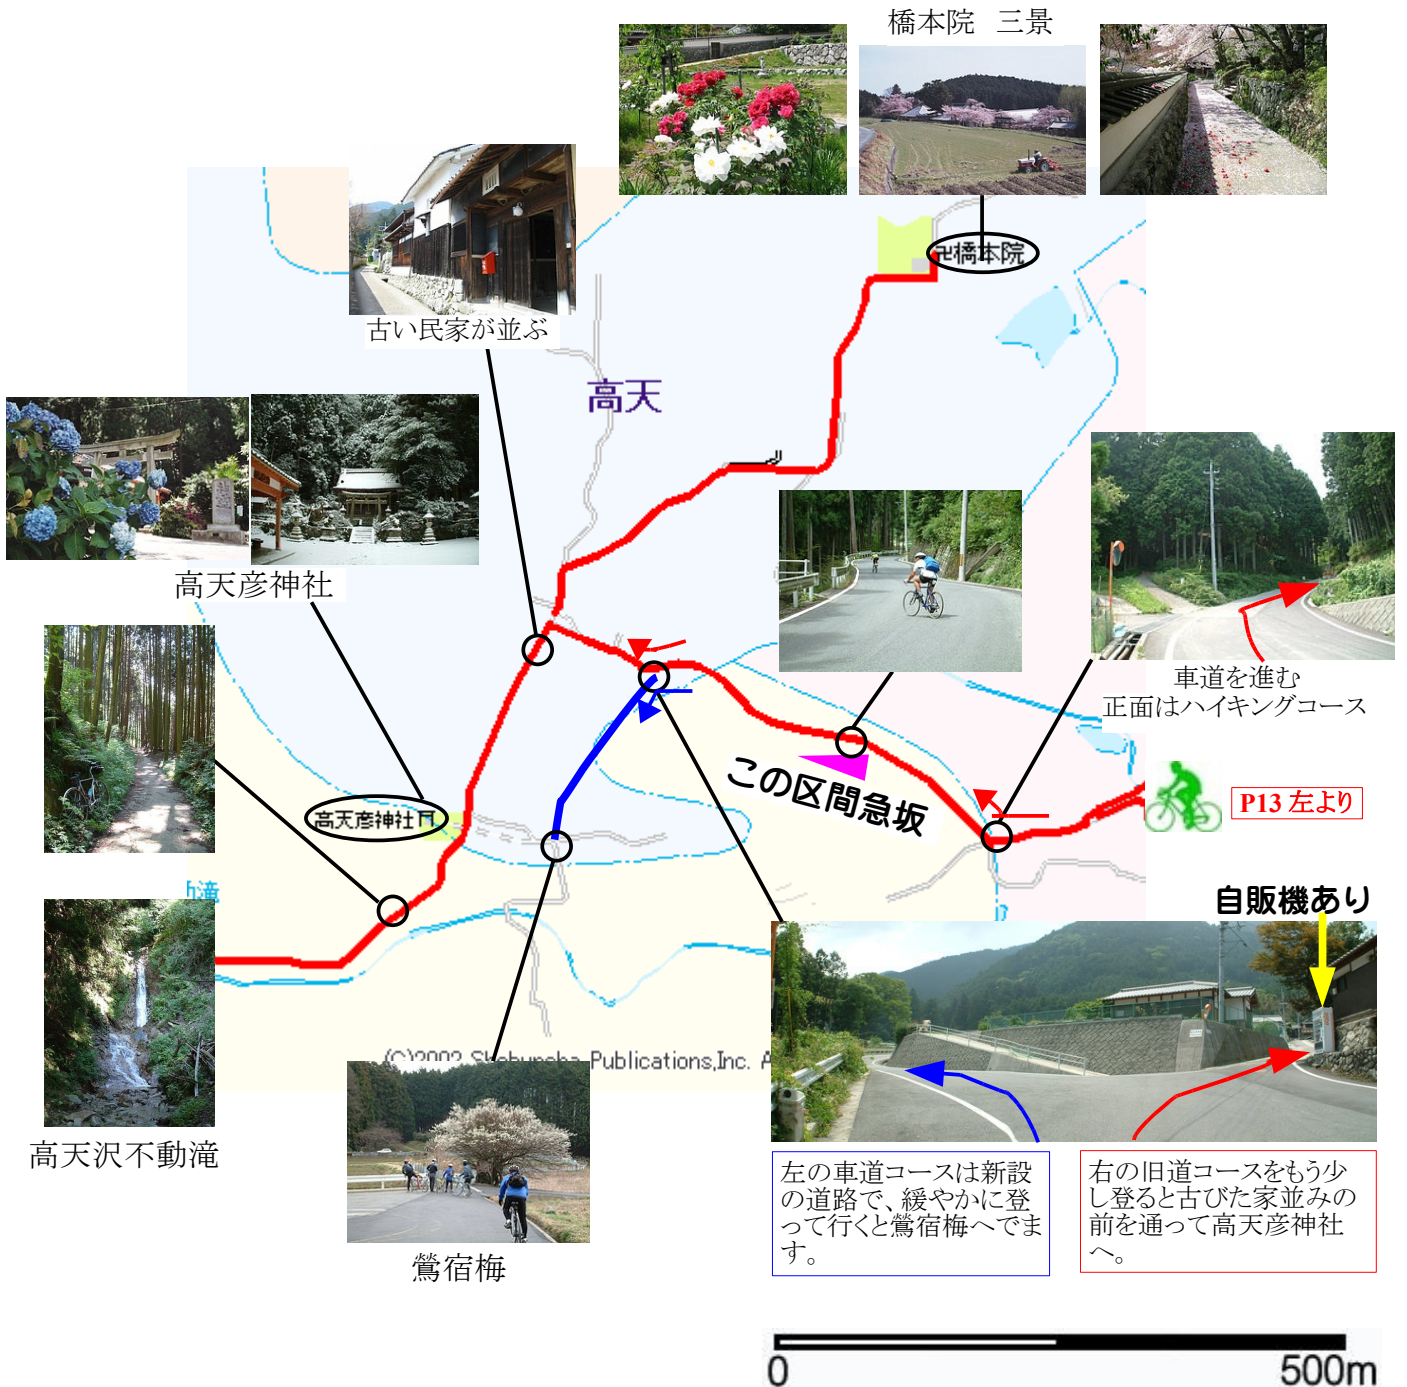 橋本院　三景
卍橋本院
古い民家が並ぶ
高天
高天彦神社
車道を進む
正面はハイキングコース
この区間急坂
P13 左より
高天彦神社
自販機あり
高天沢不動滝
Publications,Inc.
鶯宿梅
左の車道コースは新設
の道路で、緩やかに登
って行くと鶯宿梅へでま
す。
右の旧道コースをもう少
し登ると古びた家並みの
前を通って高天彦神社
へ。
0
500m